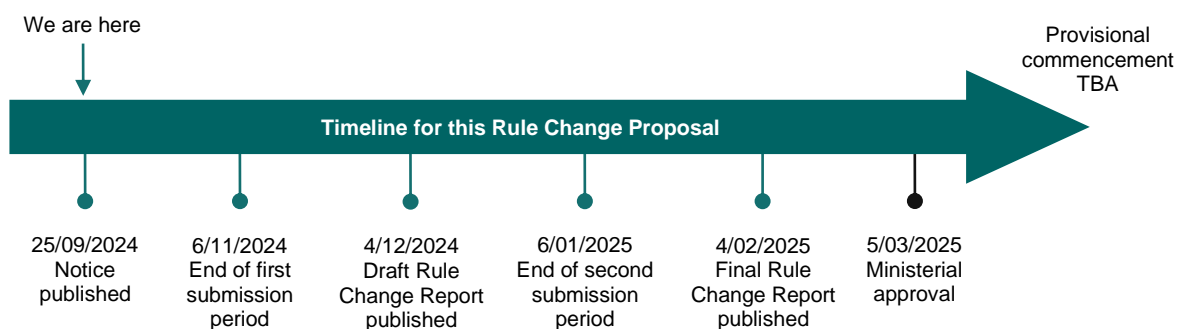 We are here
Provisional
commencement
TBA
Timeline for this Rule Change Proposal
25/09/2024
Notice
published
6/11/2024
End of first
submission
period
4/12/2024
Draft Rule
Change Report
published
6/01/2025
End of second
submission
period
4/02/2025
Final Rule
Change Report
published
5/03/2025
Ministerial
approval